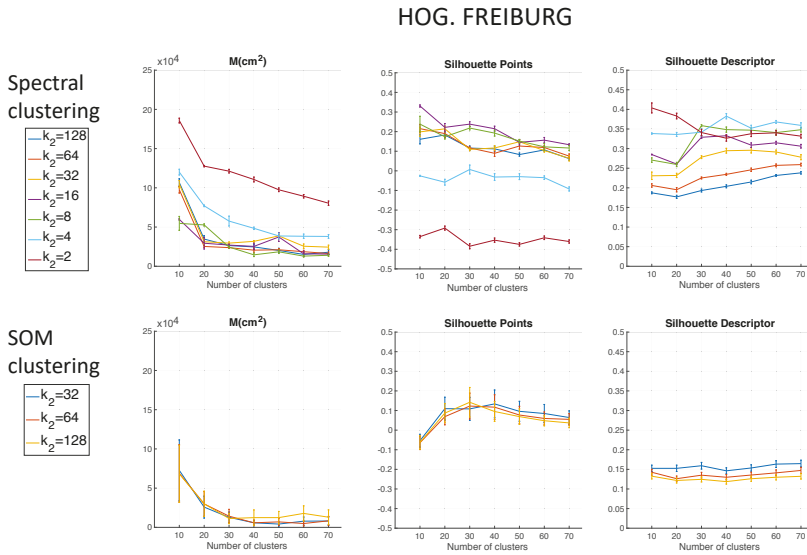 HOG. FREIBURG
Spectral
clustering
k2=128
k2=64
k2=32
k2=16
k2=8
k2=4
k2=2
M(cm²)
x10⁴
25
20
15
10
5
0
10 20 30 40 50 60 70
Number of clusters
Silhouette Points
0.5
0.4
0.3
0.2
0.1
0
-0.1
-0.2
-0.3
-0.4
-0.5
10 20 30 40 50 60 70
Number of clusters
Silhouette Descriptor
0.5
0.45
0.4
0.35
0.3
0.25
0.2
0.15
0.1
0.05
0
10 20 30 40 50 60 70
Number of clusters
SOM
clustering
k2=32
k2=64
k2=128
M(cm²)
x10⁴
25
20
15
10
5
0
10 20 30 40 50 60 70
Number of clusters
Silhouette Points
0.5
0.4
0.3
0.2
0.1
0
-0.1
-0.2
-0.3
-0.4
-0.5
10 20 30 40 50 60 70
Number of clusters
Silhouette Descriptor
0.5
0.45
0.4
0.35
0.3
0.25
0.2
0.15
0.1
0.05
0
10 20 30 40 50 60 70
Number of clusters